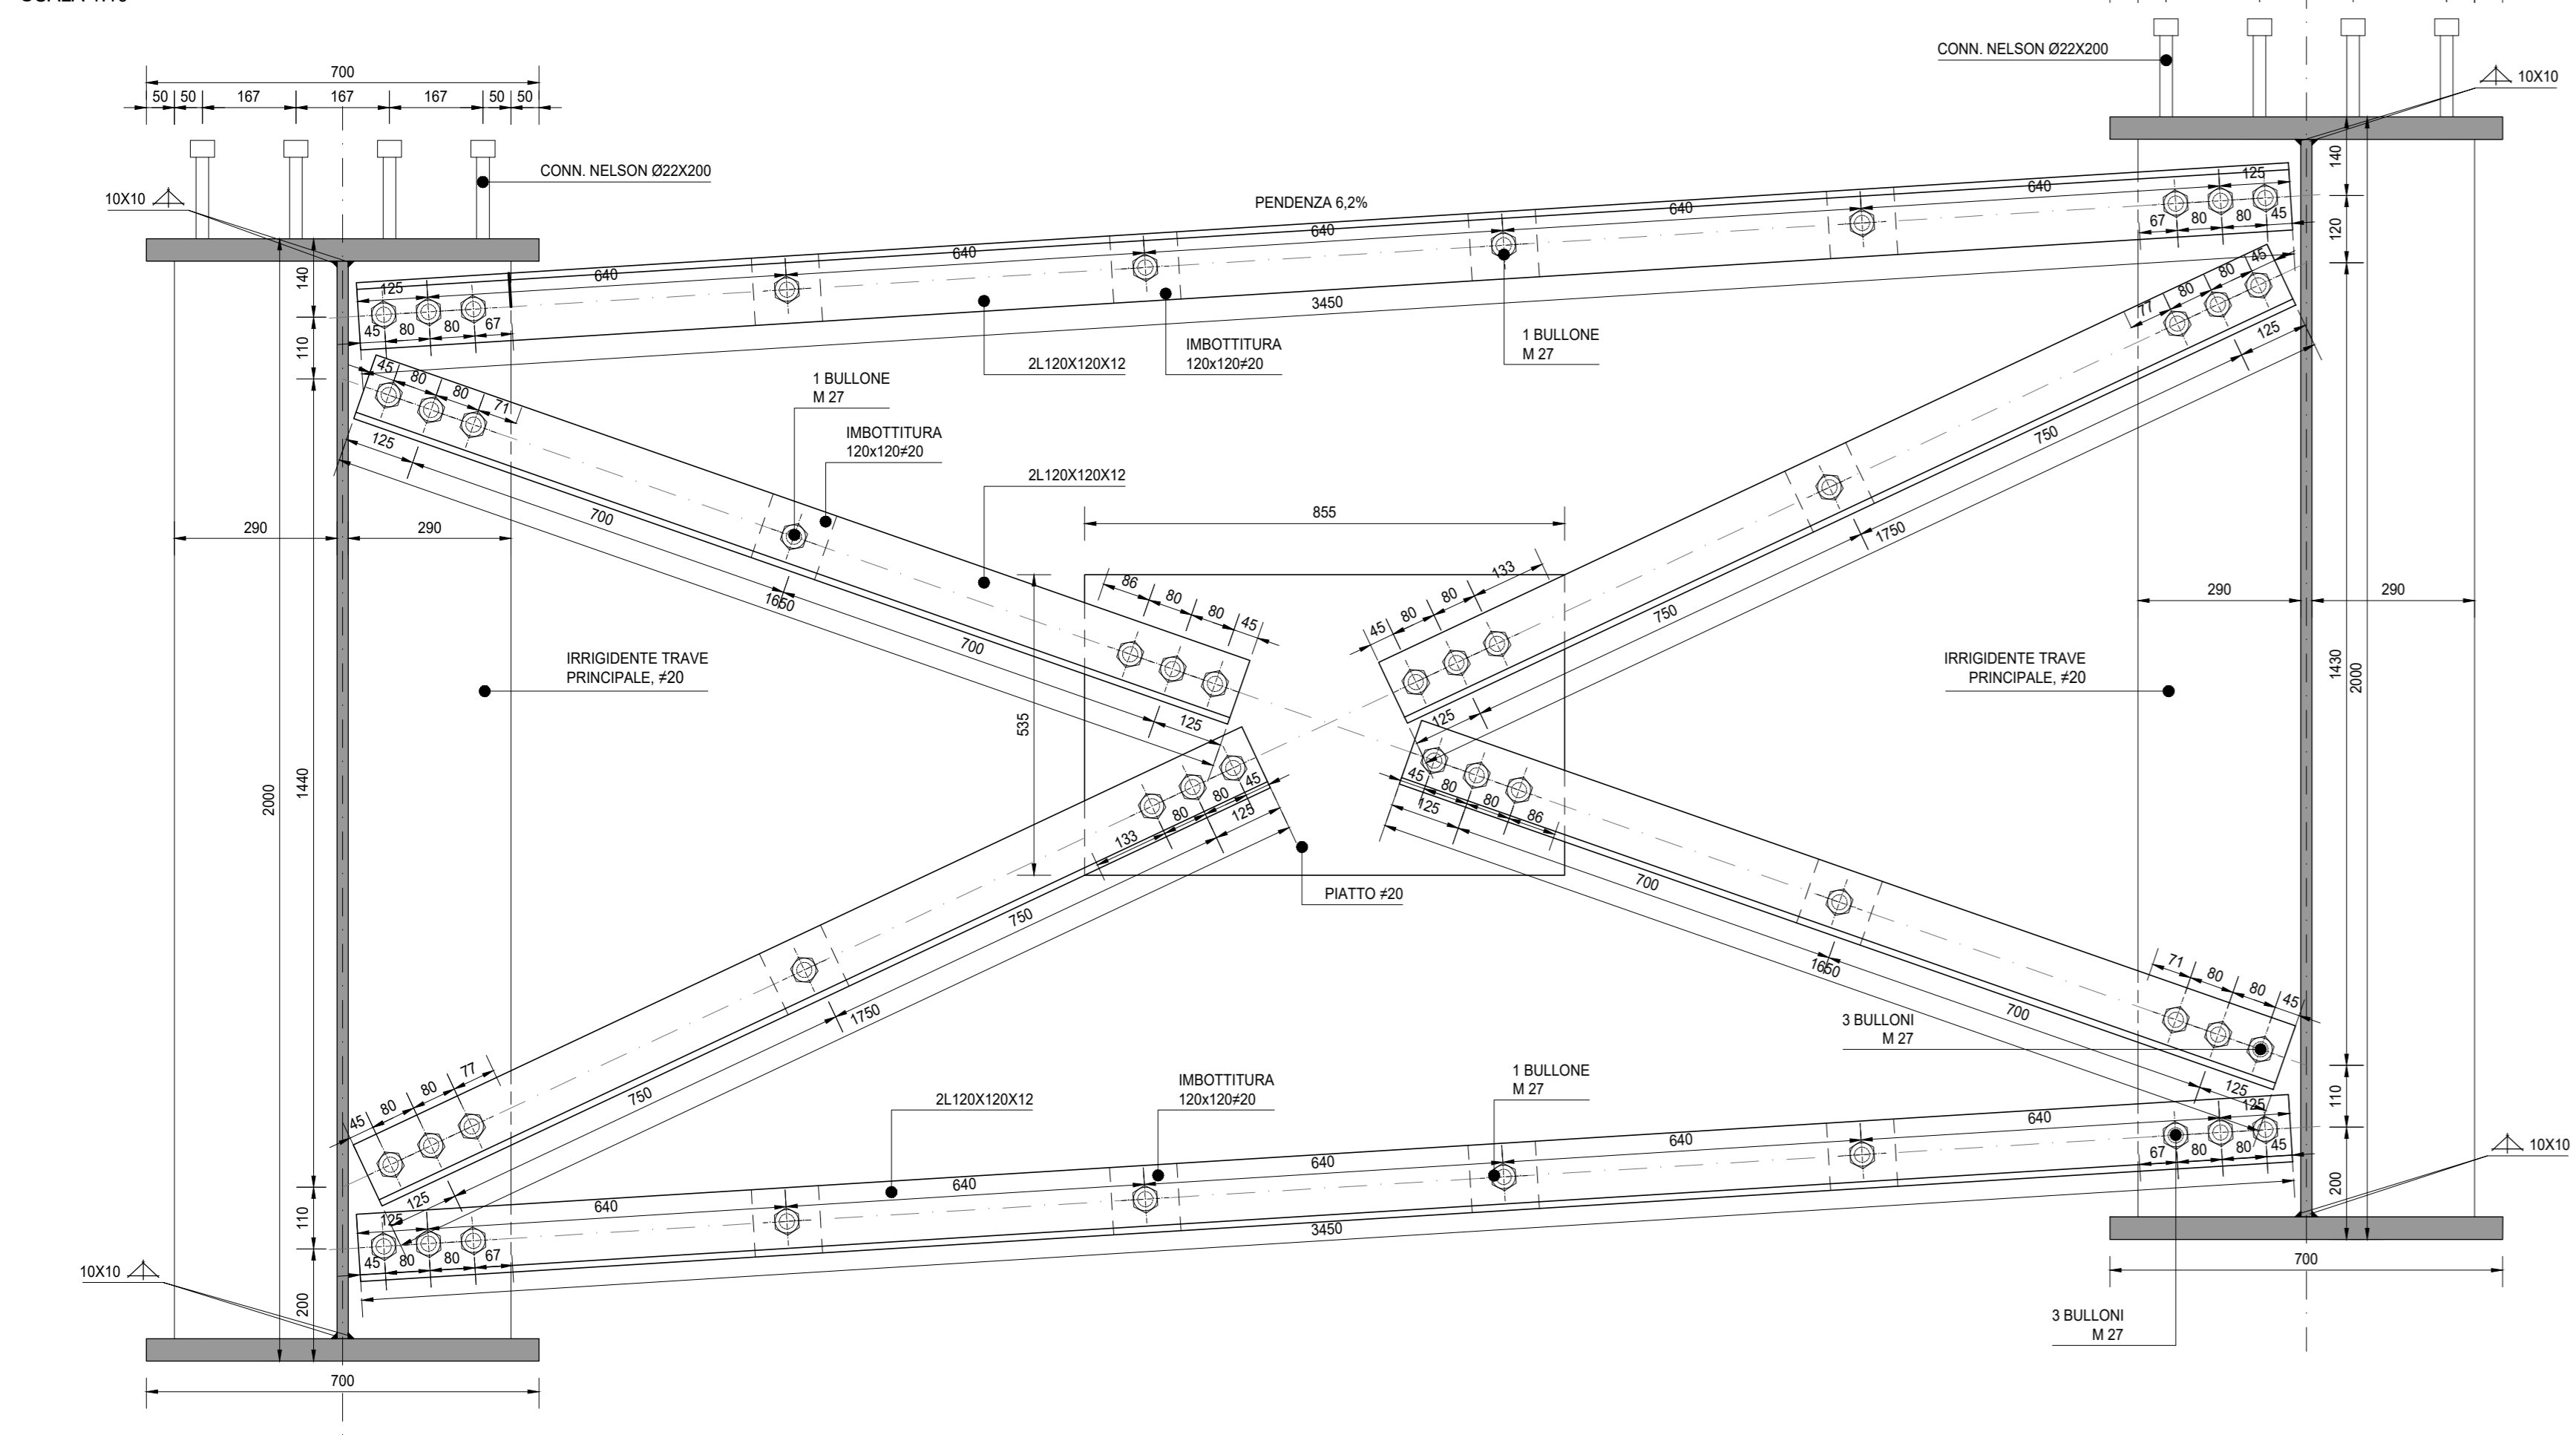 700
50 50 167 167 167 50 50
CONN. NELSON Ø22X200
10X10
CONN. NELSON Ø22X200
10X10
PENDENZA 6,2%
140
110
1440
2000
110
200
125 640 640 640 640 640 125
45 80 80 67
67 80 80 45
3450
2L120X120X12
IMBOTTITURA
120x120≠20
1 BULLONE
M 27
140
120
1430
2000
110
200
45 80 80 71
125 700 700 125
1650
1 BULLONE
M 27
IMBOTTITURA
120x120≠20
2L120X120X12
86 80 80 45
77 80 80 45
125 750 750 125
1750
45 80 80 133
855
535
290 290
290 290
IRRIGIDENTE TRAVE
PRINCIPALE, ≠20
IRRIGIDENTE TRAVE
PRINCIPALE, ≠20
PIATTO ≠20
133 80 80 45
125 750 750 125
1750
45 80 80 77
45 80 80 86
125 700 700 125
1650
71 80 80 45
3 BULLONI
M 27
2L120X120X12
IMBOTTITURA
120x120≠20
1 BULLONE
M 27
125 640 640 640 640 640 125
45 80 80 67
67 80 80 45
3450
10X10
10X10
700
700
3 BULLONI
M 27